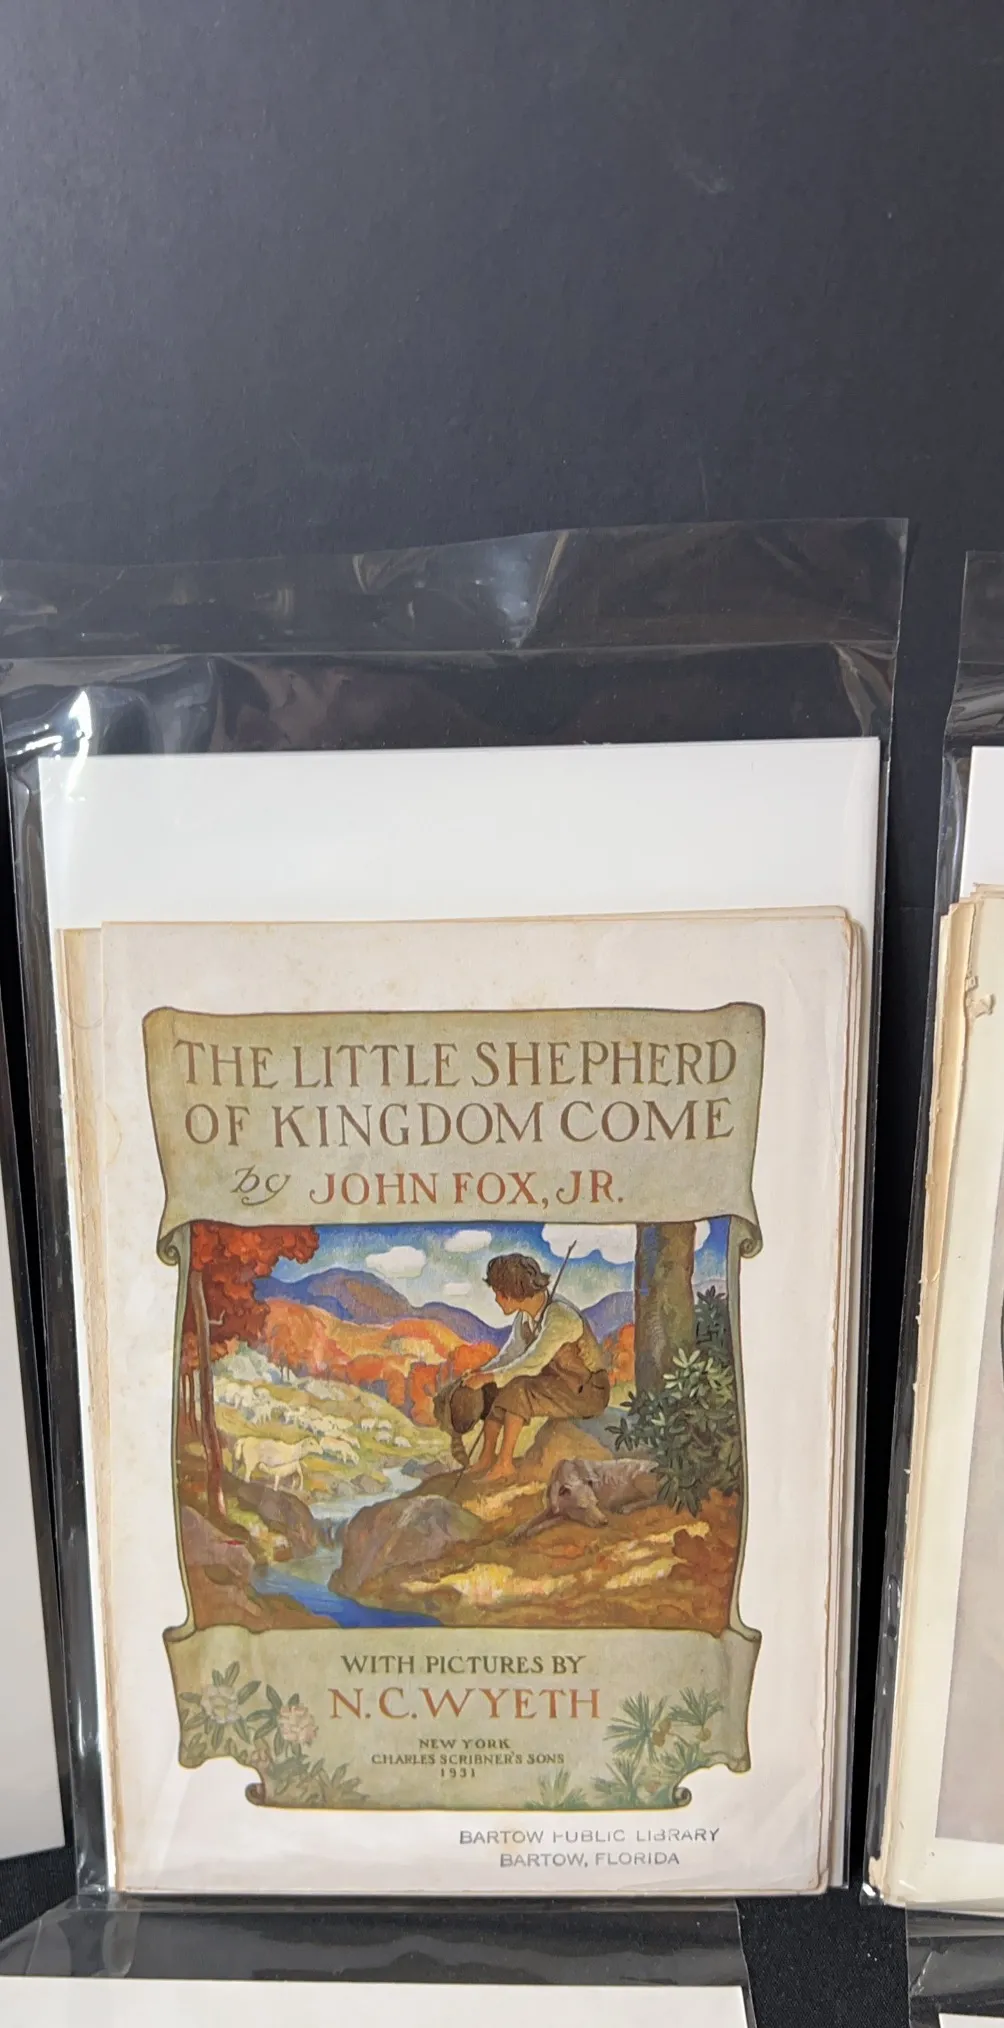 THE LITTLE SHEPHERD
OF KINGDOM COME
by JOHN FOX, JR.
WITH PICTURES BY
N.C. WYETH
NEW YORK
CHARLES SCRIBNER'S SONS
1931
BARTOW PUBLIC LIBRARY
BARTOW, FLORIDA